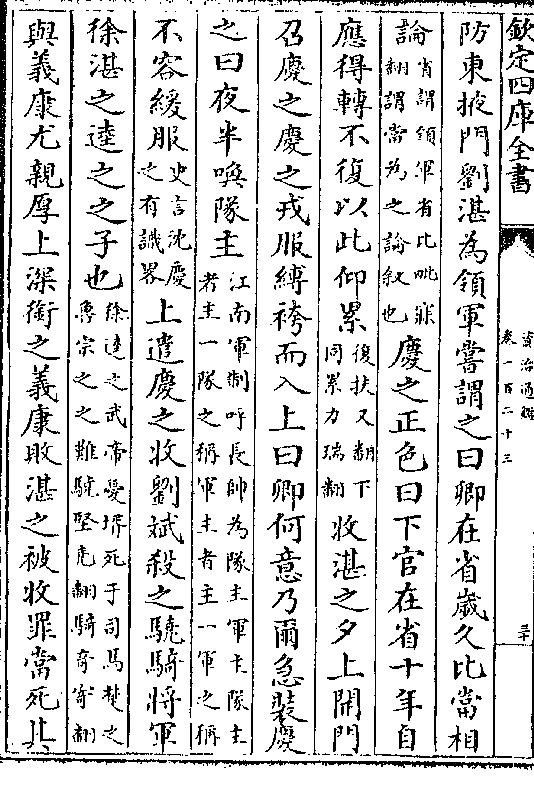 欽定四庫全書
資治通鑑
卷一百二十三
三十
防東掖門劉湛為領軍嘗謂之曰卿在省歲久比當相
論省謂領軍省比毗寐翻謂當為之論叙也慶之正色曰下官在省十年自
應得轉不復以此仰累復扶又翻下同累力瑞翻收湛之夕上開門
召慶之慶之戎服縛袴而入上曰卿何意乃爾急裝慶
之曰夜半喚隊主江南軍制呼長帥為隊主軍主隊主者主一隊之稱軍主者主一軍之稱
不容緩服史言沈慶之有識畧上遣慶之收劉斌殺之驍騎將軍
徐湛之逵之之子也徐逵之武帝愛壻死于司馬楚之魯宗之之難驍堅堯翻騎奇寄翻
與義康尤親厚上深銜之義康敗湛之被收罪當死其